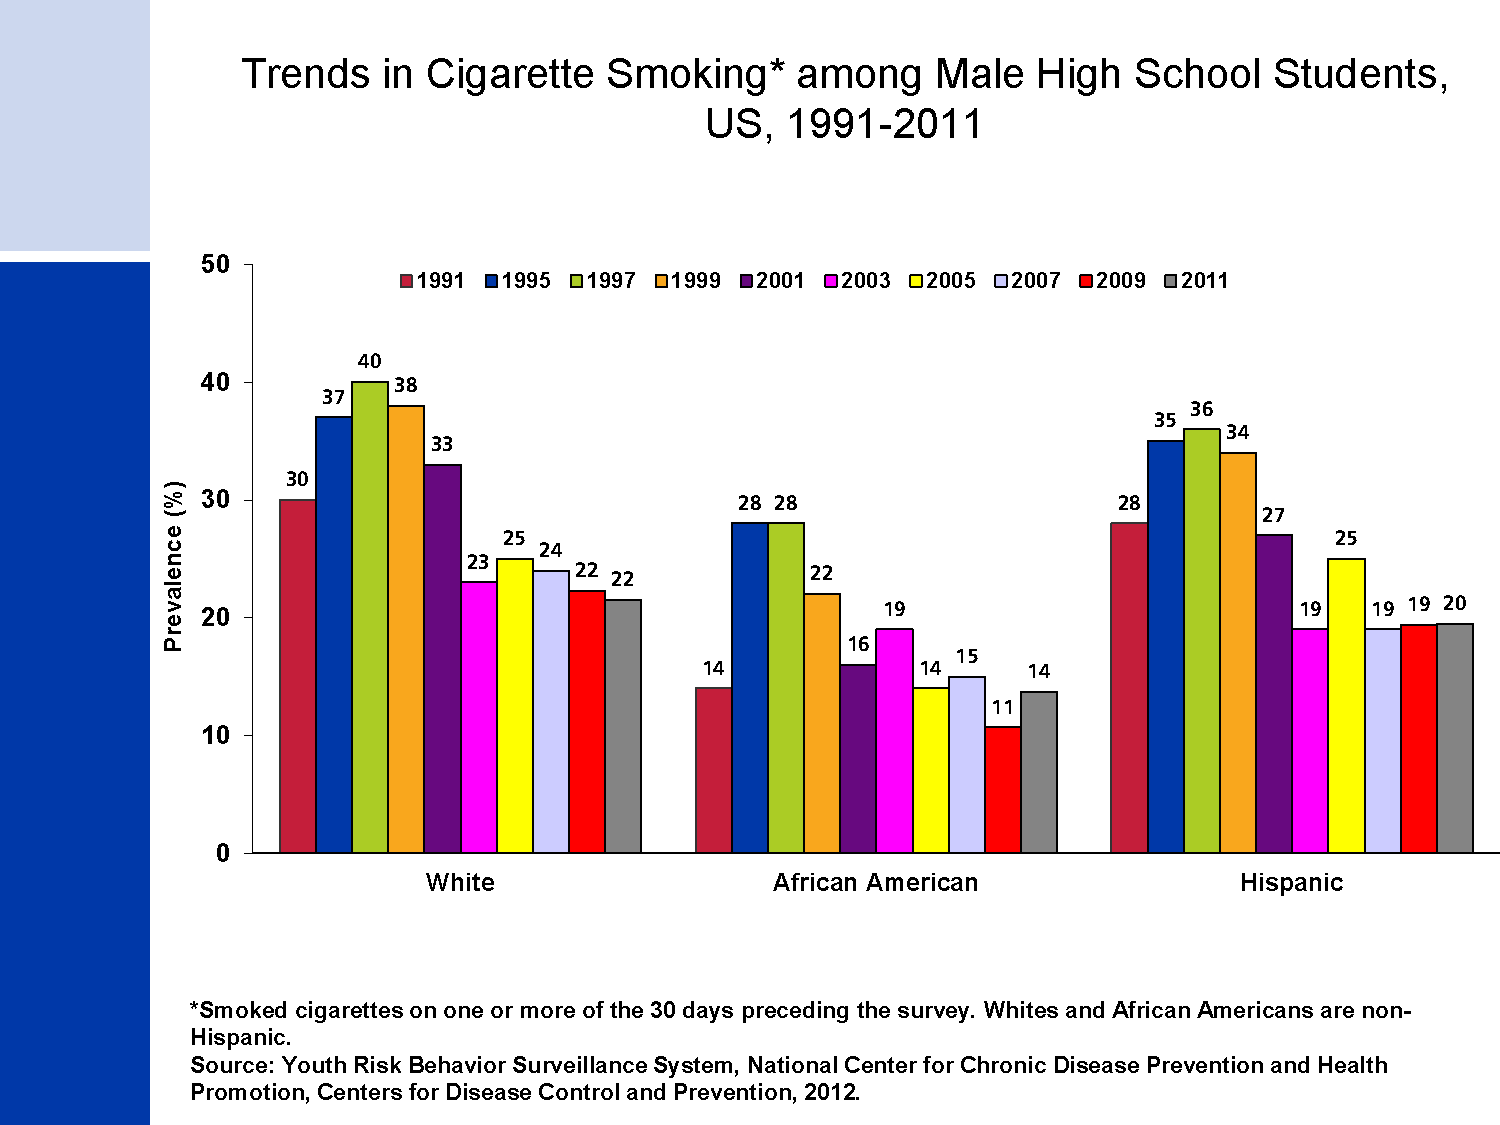 Trends in Cigarette Smoking* among Male High School Students,
US, 1991-2011
50
1991 1995 1997 1999 2001 2003 2005 2007 2009 2011
40
30
20
10
0
Prevalence (%)
30 37 40 38 33 23 25 24 22 22
14 28 28 22 16 19 14 15 11 14
28 35 36 34 27 19 25 19 19 20
White African American Hispanic
*Smoked cigarettes on one or more of the 30 days preceding the survey. Whites and African Americans are non-
Hispanic.
Source: Youth Risk Behavior Surveillance System, National Center for Chronic Disease Prevention and Health
Promotion, Centers for Disease Control and Prevention, 2012.